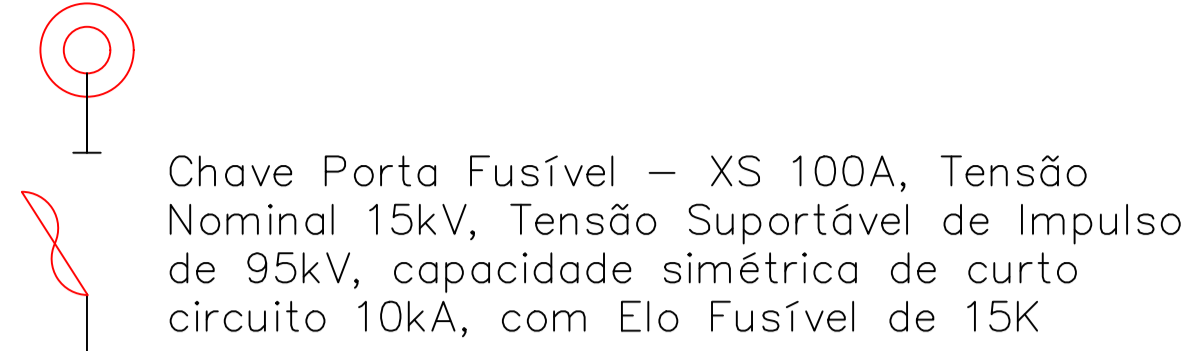 Chave Porta Fusível – XS 100A, Tensão
Nominal 15kV, Tensão Suportável de Impulso
de 95kV, capacidade simétrica de curto
circuito 10kA, com Elo Fusível de 15K